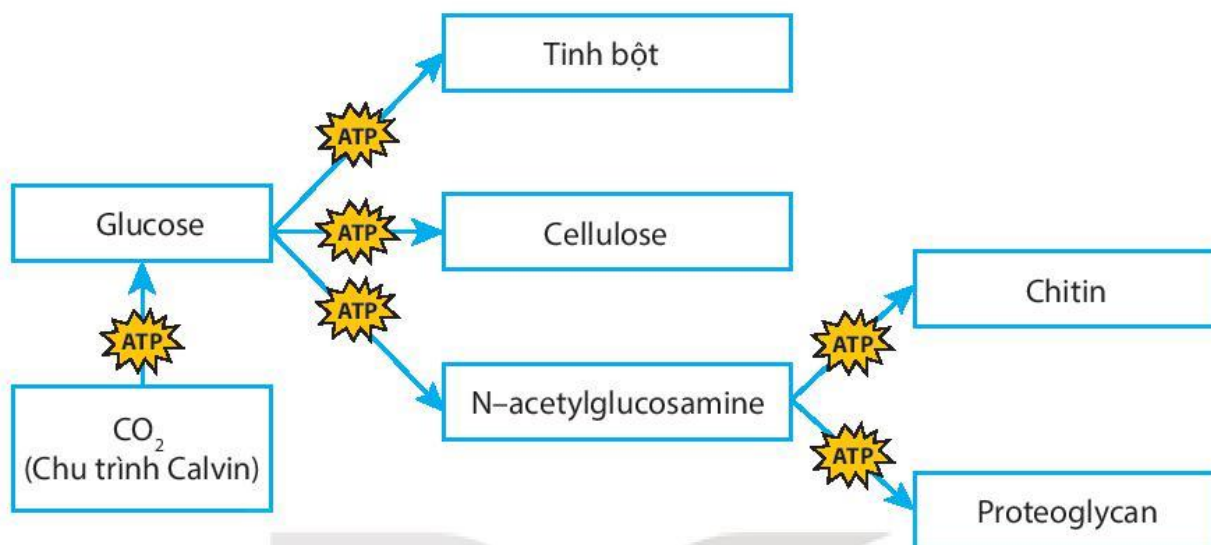 Tinh bột
ATP
Glucose
ATP
Cellulose
ATP
Chitin
ATP
ATP
N–acetylglucosamine
CO₂
(Chu trình Calvin)
ATP
Proteoglycan